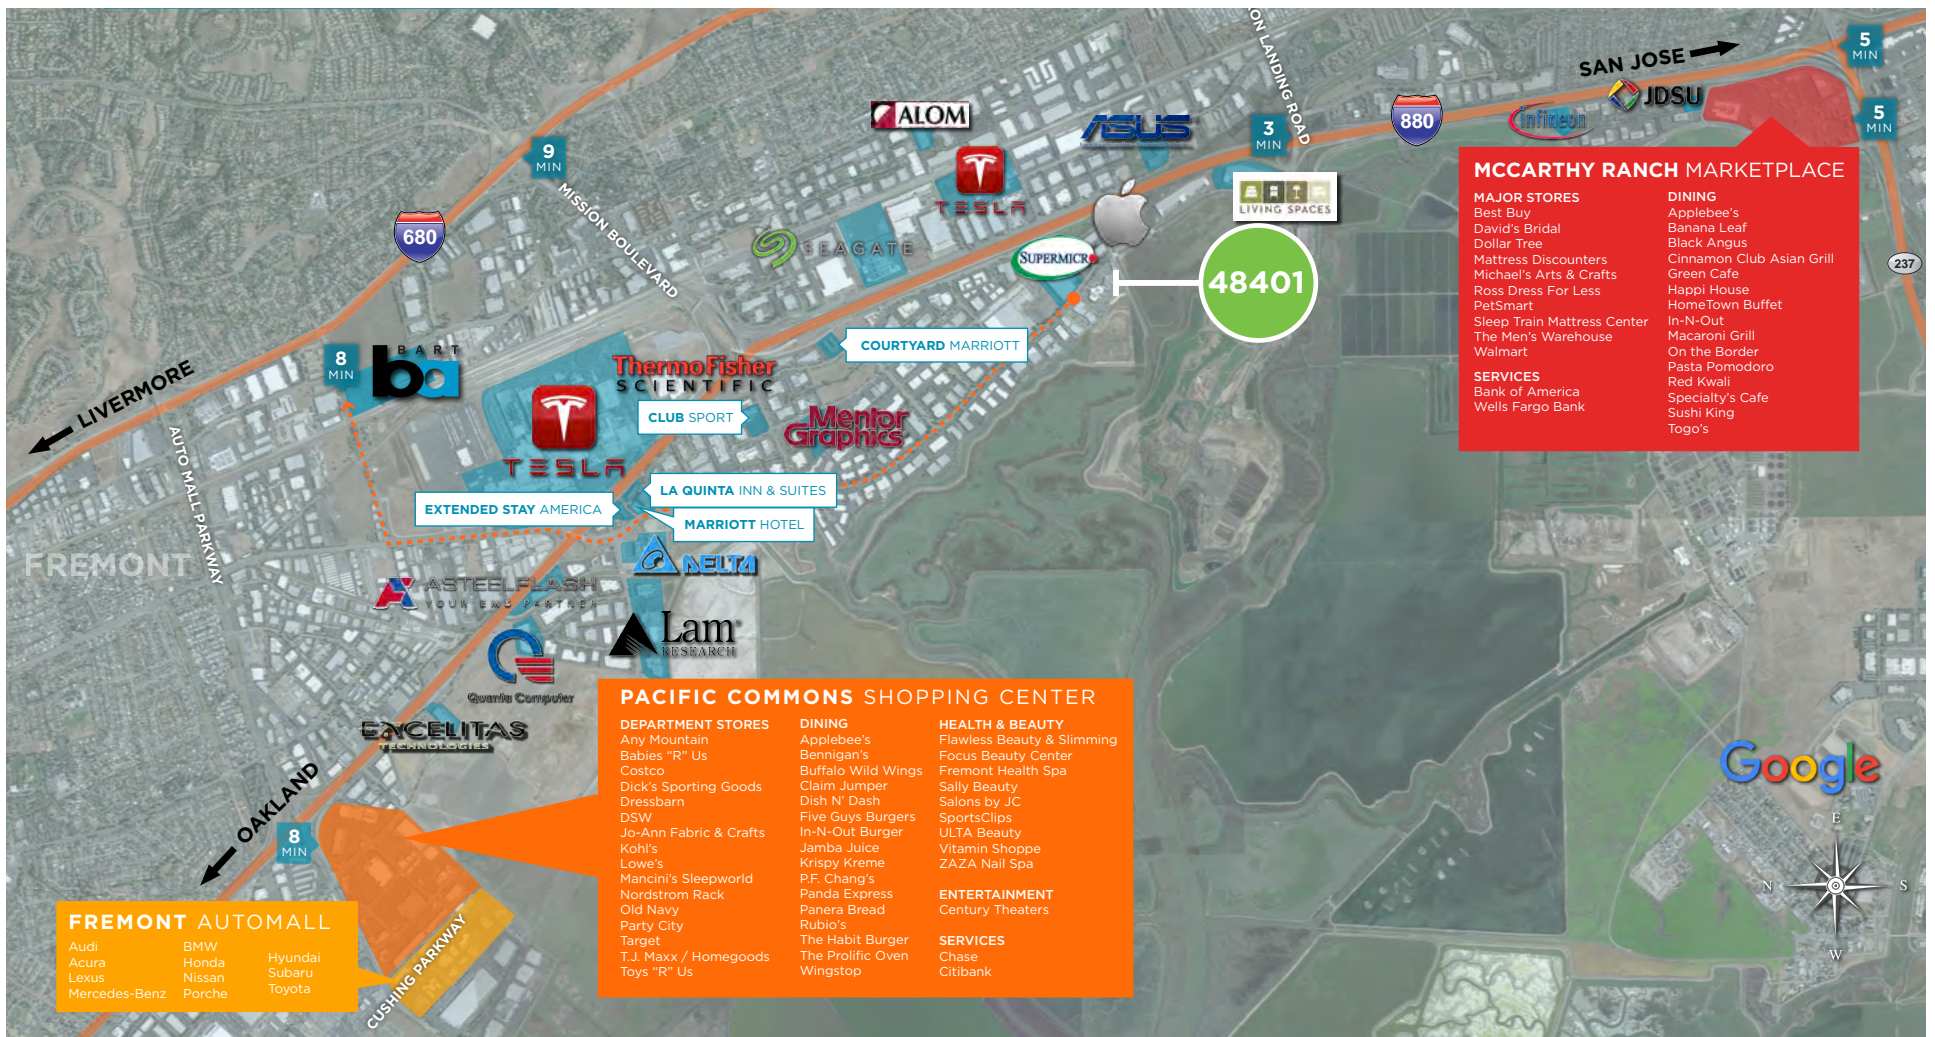 ON LANDING ROAD
SAN JOSE
5
MIN
ALOM
ASUS
3
MIN
880
Infineon
JDSU
5
MIN
9
MIN
TESLA
MISSION BOULEVARD
LIVING SPACES
680
SEAGATE
SUPERMICR
48401
237
MCCARTHY RANCH MARKETPLACE
MAJOR STORES
Best Buy
David's Bridal
Dollar Tree
Mattress Discounters
Michael's Arts & Crafts
Ross Dress For Less
PetSmart
Sleep Train Mattress Center
The Men's Warehouse
Walmart
SERVICES
Bank of America
Wells Fargo Bank
DINING
Applebee's
Banana Leaf
Black Angus
Cinnamon Club Asian Grill
Green Cafe
Happi House
HomeTown Buffet
In-N-Out
Macaroni Grill
On the Border
Pasta Pomodoro
Red Kwali
Specialty's Cafe
Sushi King
Togo's
COURTYARD MARRIOTT
8
MIN
BART
ba
ThermoFisher
SCIENTIFIC
LIVERMORE
CLUB SPORT
Mentor
Graphics
TESLA
AUTO MALL PARKWAY
LA QUINTA INN & SUITES
EXTENDED STAY AMERICA
MARRIOTT HOTEL
FREMONT
DELTA
ASTEELFLASH
YOUR EMS PARTNER
Lam
RESEARCH
Quanta Computer
EXCELITAS
TECHNOLOGIES
OAKLAND
8
MIN
PACIFIC COMMONS SHOPPING CENTER
DEPARTMENT STORES
Any Mountain
Babies "R" Us
Costco
Dick's Sporting Goods
Dressbarn
DSW
Jo-Ann Fabric & Crafts
Kohl's
Lowe's
Mancini's Sleepworld
Nordstrom Rack
Old Navy
Party City
Target
T.J. Maxx / Homegoods
Toys "R" Us
DINING
Applebee's
Bennigan's
Buffalo Wild Wings
Claim Jumper
Dish N' Dash
Five Guys Burgers
In-N-Out Burger
Jamba Juice
Krispy Kreme
P.F. Chang's
Panda Express
Panera Bread
Rubio's
The Habit Burger
The Prolific Oven
Wingstop
HEALTH & BEAUTY
Flawless Beauty & Slimming
Focus Beauty Center
Fremont Health Spa
Sally Beauty
Salons by JC
SportsClips
ULTA Beauty
Vitamin Shoppe
ZAZA Nail Spa
ENTERTAINMENT
Century Theaters
SERVICES
Chase
Citibank
FREMONT AUTOMALL
Audi
Acura
Lexus
Mercedes-Benz
BMW
Honda
Nissan
Porche
Hyundai
Subaru
Toyota
CUSHING PARKWAY
Google
E
N
S
W